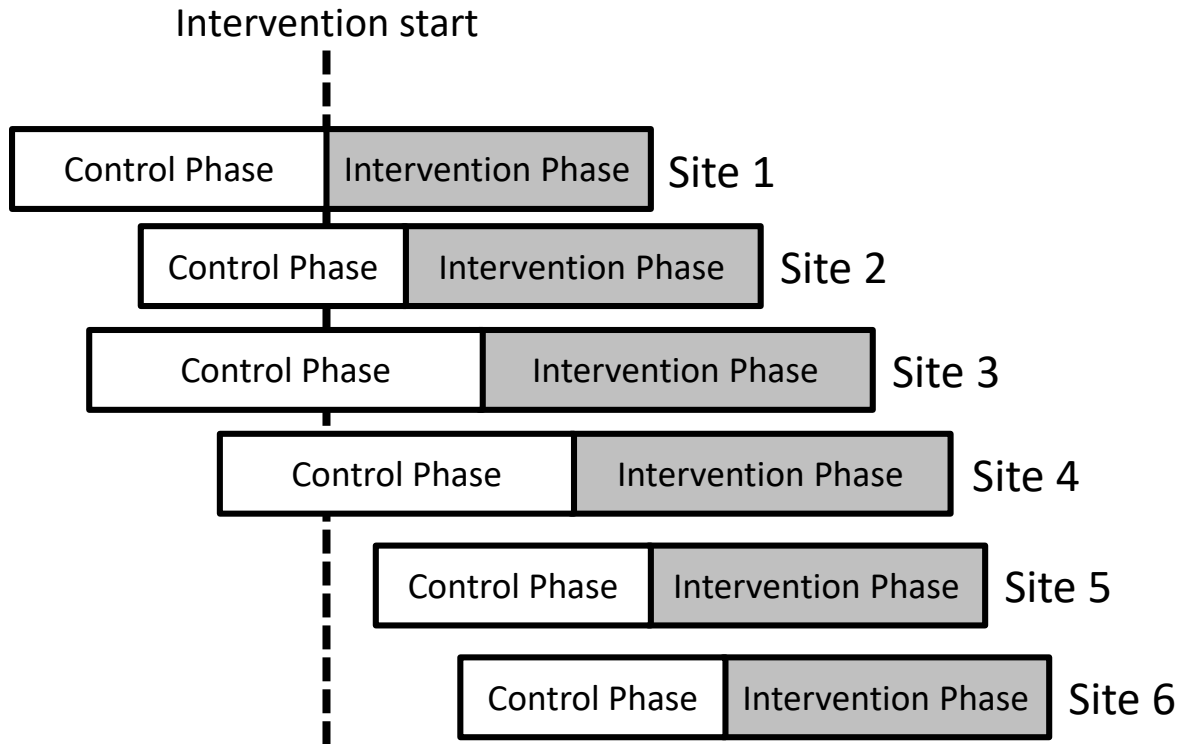 Intervention start
Control Phase Intervention Phase Site 1
Control Phase Intervention Phase Site 2
Control Phase Intervention Phase Site 3
Control Phase Intervention Phase Site 4
Control Phase Intervention Phase Site 5
Control Phase Intervention Phase Site 6